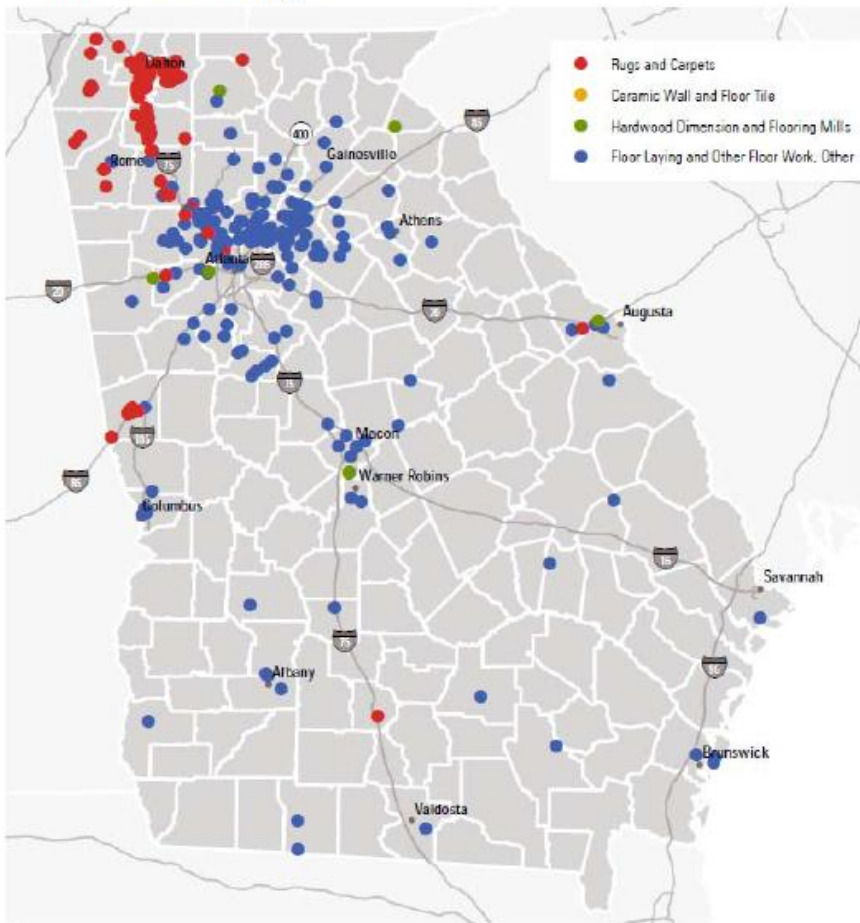 Dalton
Rugs and Carpets
Ceramic Wall and Floor Tile
Hardwood Dimension and Flooring Mills
Floor Laying and Other Floor Work, Other
85
400
Gainosville
Rome
75
Athens
Atlanta
285
20
20
Augusta
75
Macon
185
Warner Robins
85
Columbus
16
Savannah
75
95
Albany
Brunswick
Valdosta